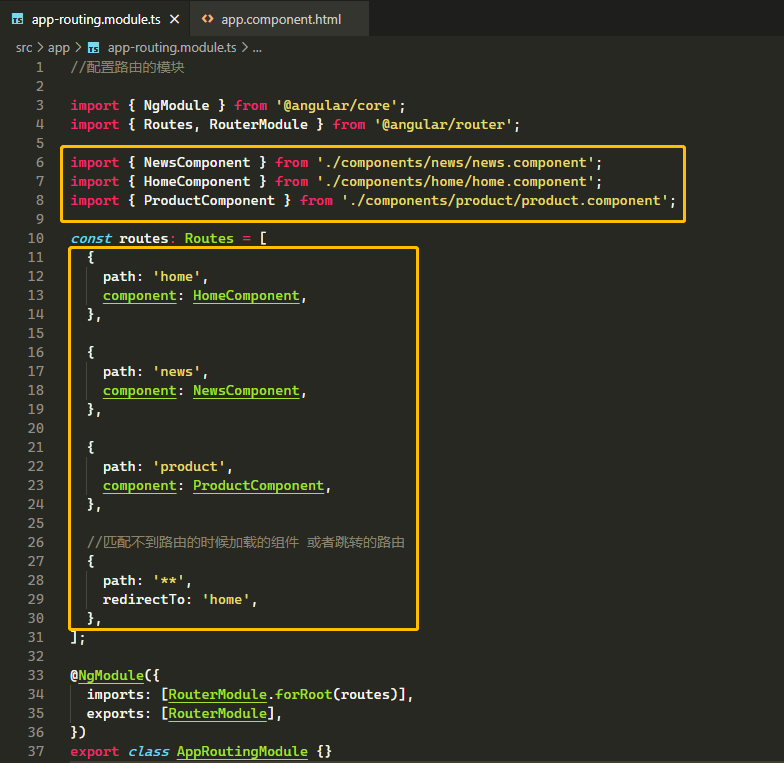 TS app-routing.module.ts × <> app.component.html
src > app > TS app-routing.module.ts > ...
1 //配置路由的模块
2
3 import { NgModule } from '@angular/core';
4 import { Routes, RouterModule } from '@angular/router';
5
6 import { NewsComponent } from './components/news/news.component';
7 import { HomeComponent } from './components/home/home.component';
8 import { ProductComponent } from './components/product/product.component';
9
10 const routes: Routes = [
11   {
12     path: 'home',
13     component: HomeComponent,
14   },
15
16   {
17     path: 'news',
18     component: NewsComponent,
19   },
20
21   {
22     path: 'product',
23     component: ProductComponent,
24   },
25
26   //匹配不到路由的时候加载的组件 或者跳转的路由
27   {
28     path: '**',
29     redirectTo: 'home',
30   },
31 ];
32
33 @NgModule({
34   imports: [RouterModule.forRoot(routes)],
35   exports: [RouterModule],
36 })
37 export class AppRoutingModule {}